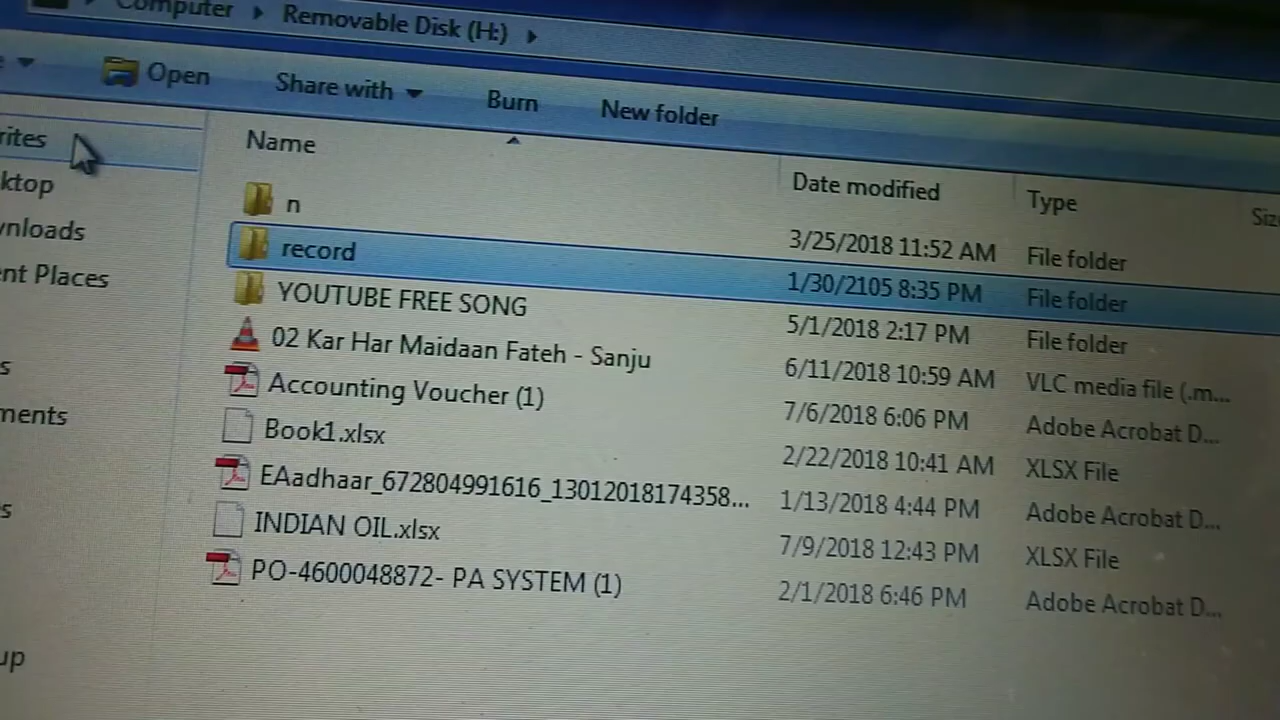 Computer Removable Disk (H:)
Open Share with Burn New folder
Name Date modified Type Siz
n 3/25/2018 11:52 AM File folder
record 1/30/2105 8:35 PM File folder
YOUTUBE FREE SONG 5/1/2018 2:17 PM File folder
02 Kar Har Maidaan Fateh - Sanju 6/11/2018 10:59 AM VLC media file (.m...
Accounting Voucher (1) 7/6/2018 6:06 PM Adobe Acrobat D...
Book1.xlsx 2/22/2018 10:41 AM XLSX File
EAadhaar_672804991616_13012018174358... 1/13/2018 4:44 PM Adobe Acrobat D...
INDIAN OIL.xlsx 7/9/2018 12:43 PM XLSX File
PO-4600048872- PA SYSTEM (1) 2/1/2018 6:46 PM Adobe Acrobat D...
rites
ktop
wnloads
ent Places
s
ments
s
up